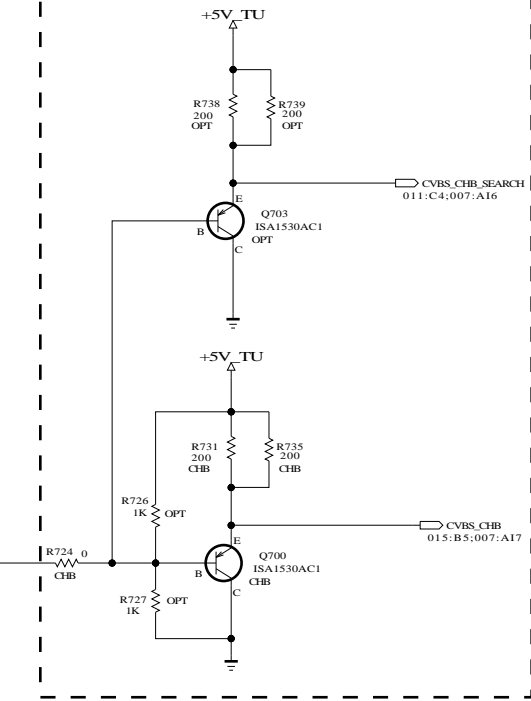 +5V_TU
R738
200
OPT
R739
200
OPT
CVBS_CHB_SEARCH
011:C4;007:AI6
E
B
C
Q703
ISA1530AC1
OPT
+5V_TU
R731
200
CHB
R735
200
CHB
R726
1K
OPT
CVBS_CHB
015:B5;007:AI7
R724
0
CHB
E
B
C
Q700
ISA1530AC1
CHB
R727
1K
OPT